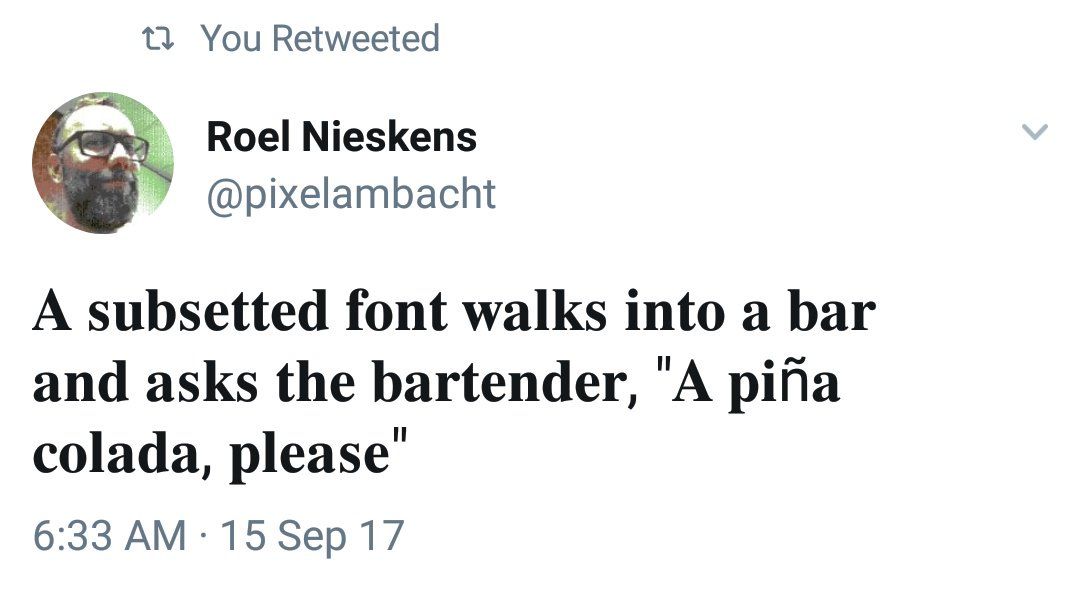 You Retweeted
Roel Nieskens
@pixelambacht
A subsetted font walks into a bar
and asks the bartender, "A piña
colada, please"
6:33 AM · 15 Sep 17